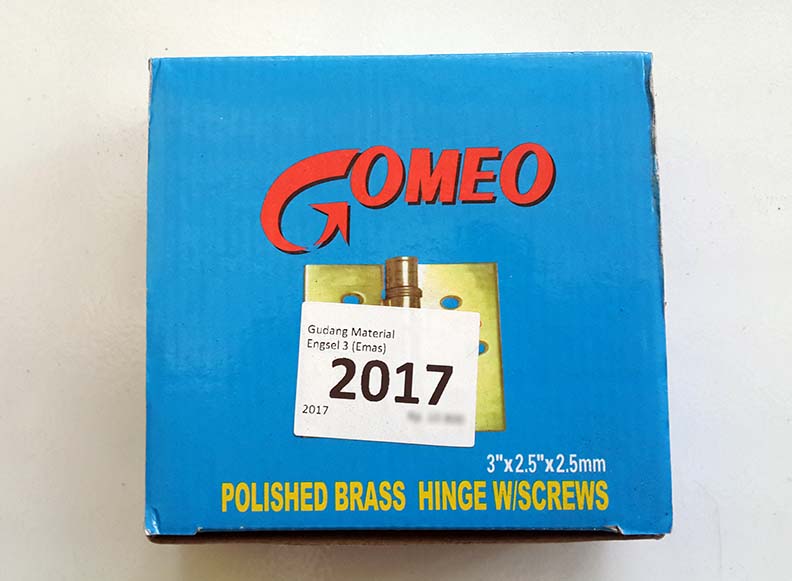 GOMEO
Gudang Material
Engsel 3 (Emas)
2017
2017
3"x2.5"x2.5mm
POLISHED BRASS HINGE W/SCREWS